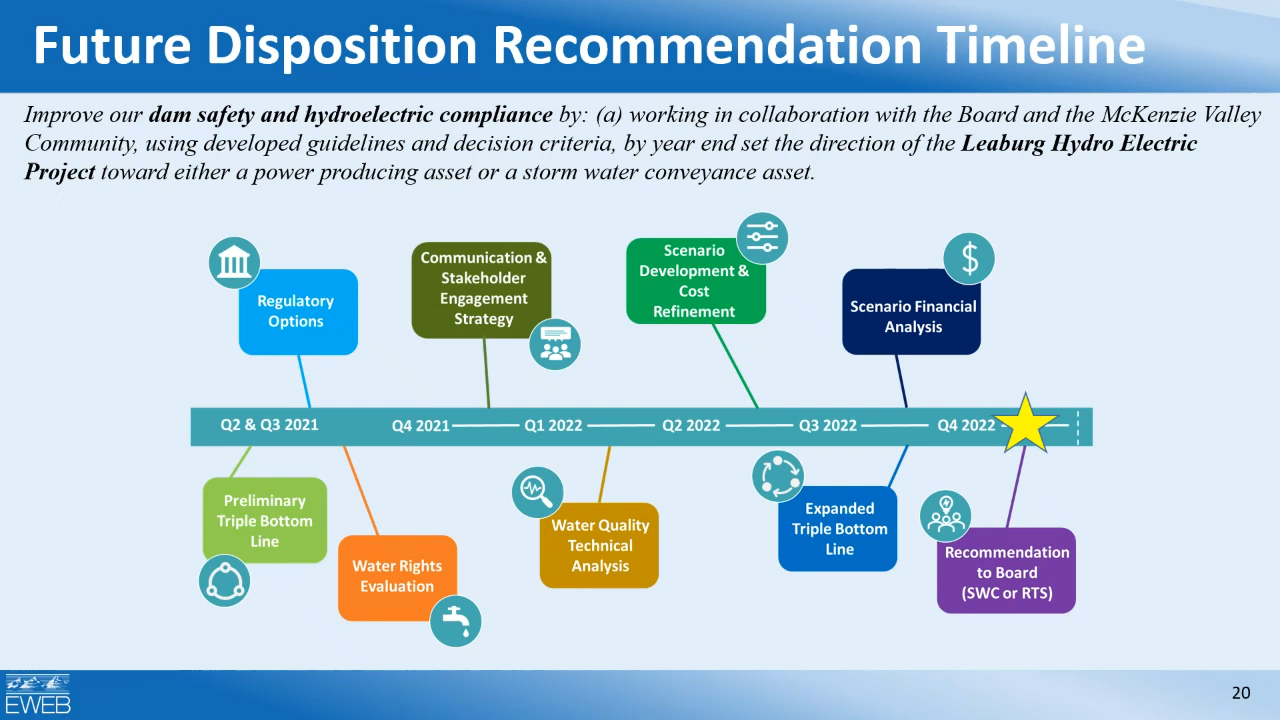 Future Disposition Recommendation Timeline
Improve our dam safety and hydroelectric compliance by: (a) working in collaboration with the Board and the McKenzie Valley
Community, using developed guidelines and decision criteria, by year end set the direction of the Leaburg Hydro Electric
Project toward either a power producing asset or a storm water conveyance asset.
Regulatory
Options
Communication &
Stakeholder
Engagement
Strategy
Scenario
Development &
Cost
Refinement
$
Scenario Financial
Analysis
Q2 & Q3 2021
Q4 2021
Q1 2022
Q2 2022
Q3 2022
Q4 2022
Preliminary
Triple Bottom
Line
Water Rights
Evaluation
Water Quality
Technical
Analysis
Expanded
Triple Bottom
Line
Recommendation
to Board
(SWC or RTS)
EWEB
20